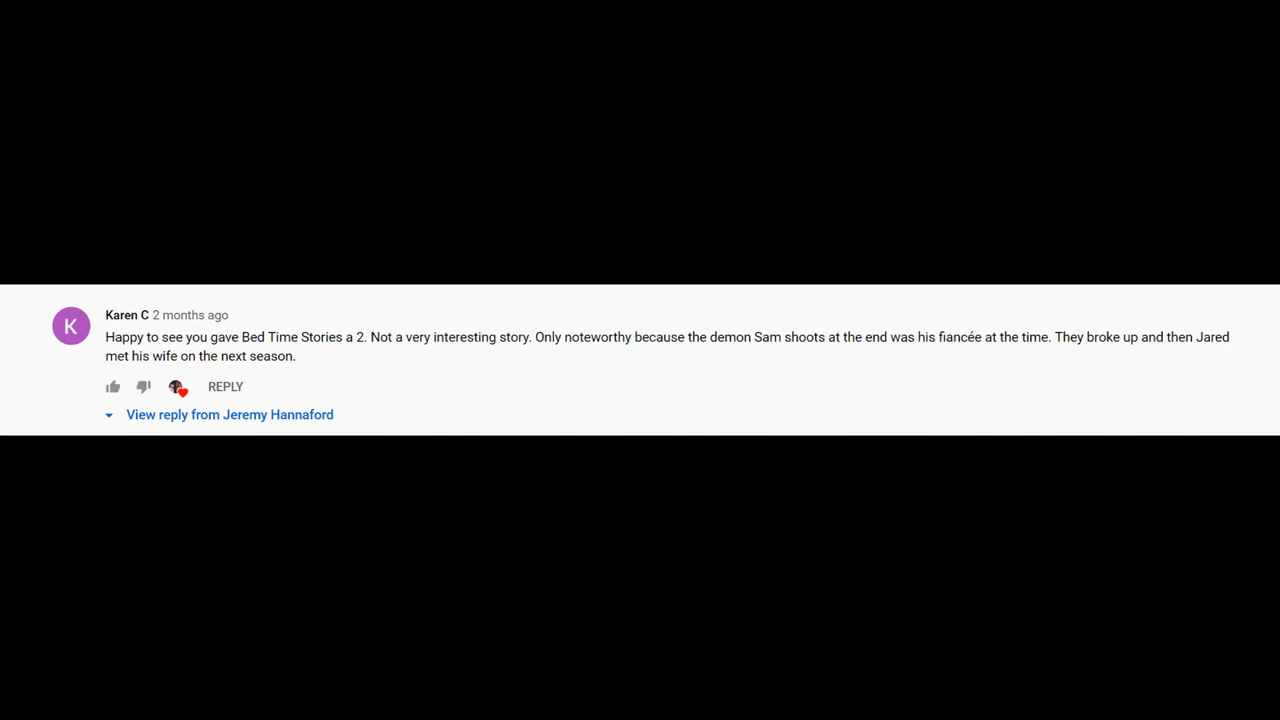 K
Karen C 2 months ago
Happy to see you gave Bed Time Stories a 2. Not a very interesting story. Only noteworthy because the demon Sam shoots at the end was his fiancée at the time. They broke up and then Jared
met his wife on the next season.
REPLY
View reply from Jeremy Hannaford